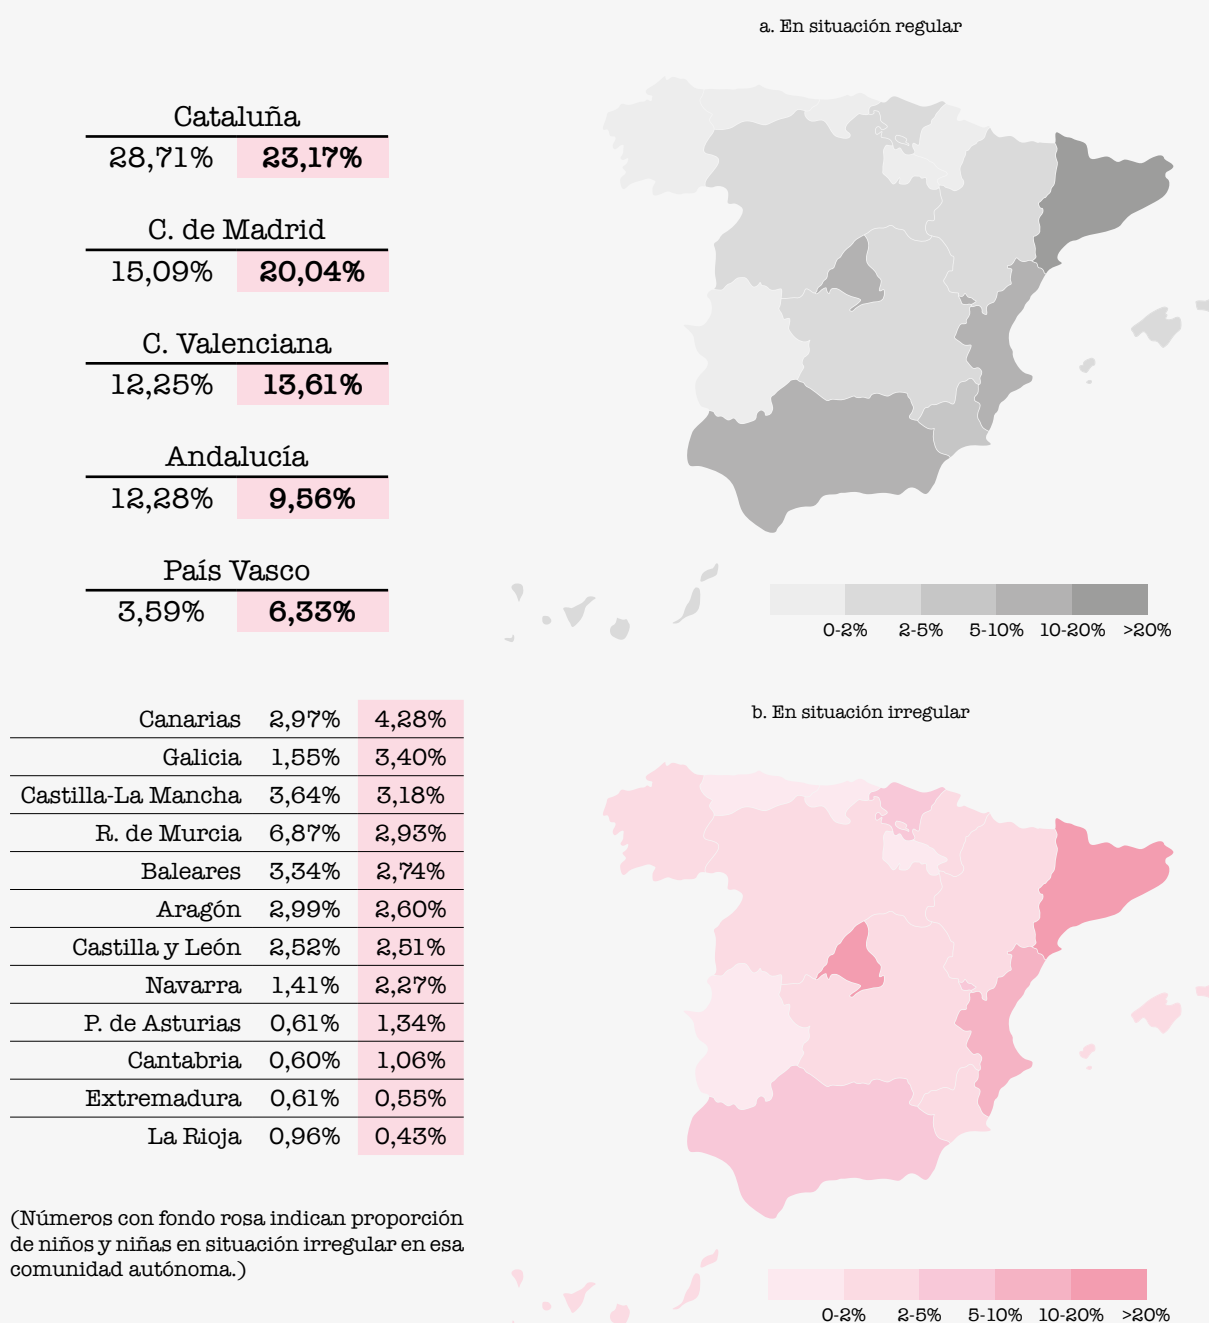 a. En situación regular
Cataluña
28,71% 23,17%
C. de Madrid
15,09% 20,04%
C. Valenciana
12,25% 13,61%
Andalucía
12,28% 9,56%
País Vasco
3,59% 6,33%
0-2% 2-5% 5-10% 10-20% >20%
b. En situación irregular
Canarias 2,97% 4,28%
Galicia 1,55% 3,40%
Castilla-La Mancha 3,64% 3,18%
R. de Murcia 6,87% 2,93%
Baleares 3,34% 2,74%
Aragón 2,99% 2,60%
Castilla y León 2,52% 2,51%
Navarra 1,41% 2,27%
P. de Asturias 0,61% 1,34%
Cantabria 0,60% 1,06%
Extremadura 0,61% 0,55%
La Rioja 0,96% 0,43%
(Números con fondo rosa indican proporción
de niños y niñas en situación irregular en esa
comunidad autónoma.)
0-2% 2-5% 5-10% 10-20% >20%